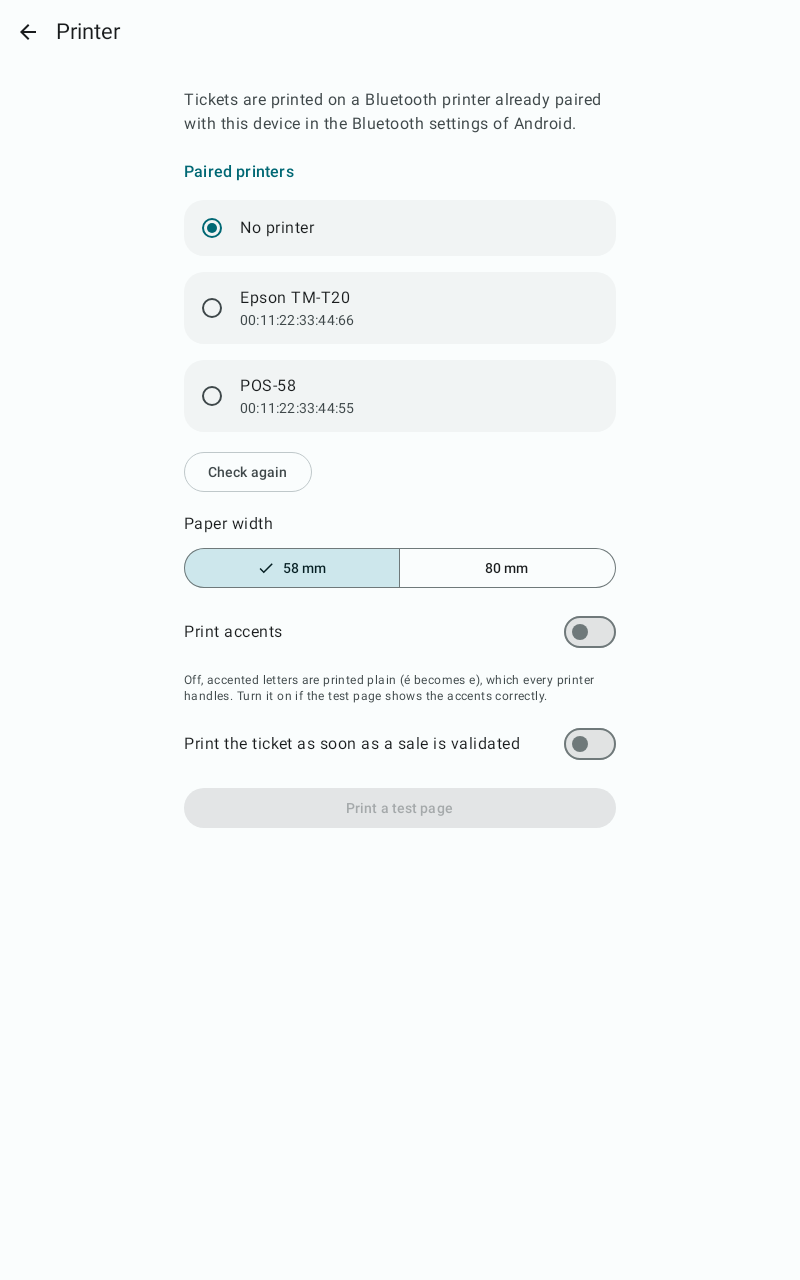 Printer
Tickets are printed on a Bluetooth printer already paired
with this device in the Bluetooth settings of Android.
Paired printers
No printer
Epson TM-T20
00:11:22:33:44:66
POS-58
00:11:22:33:44:55
Check again
Paper width
58 mm
80 mm
Print accents
Off, accented letters are printed plain (é becomes e), which every printer
handles. Turn it on if the test page shows the accents correctly.
Print the ticket as soon as a sale is validated
Print a test page